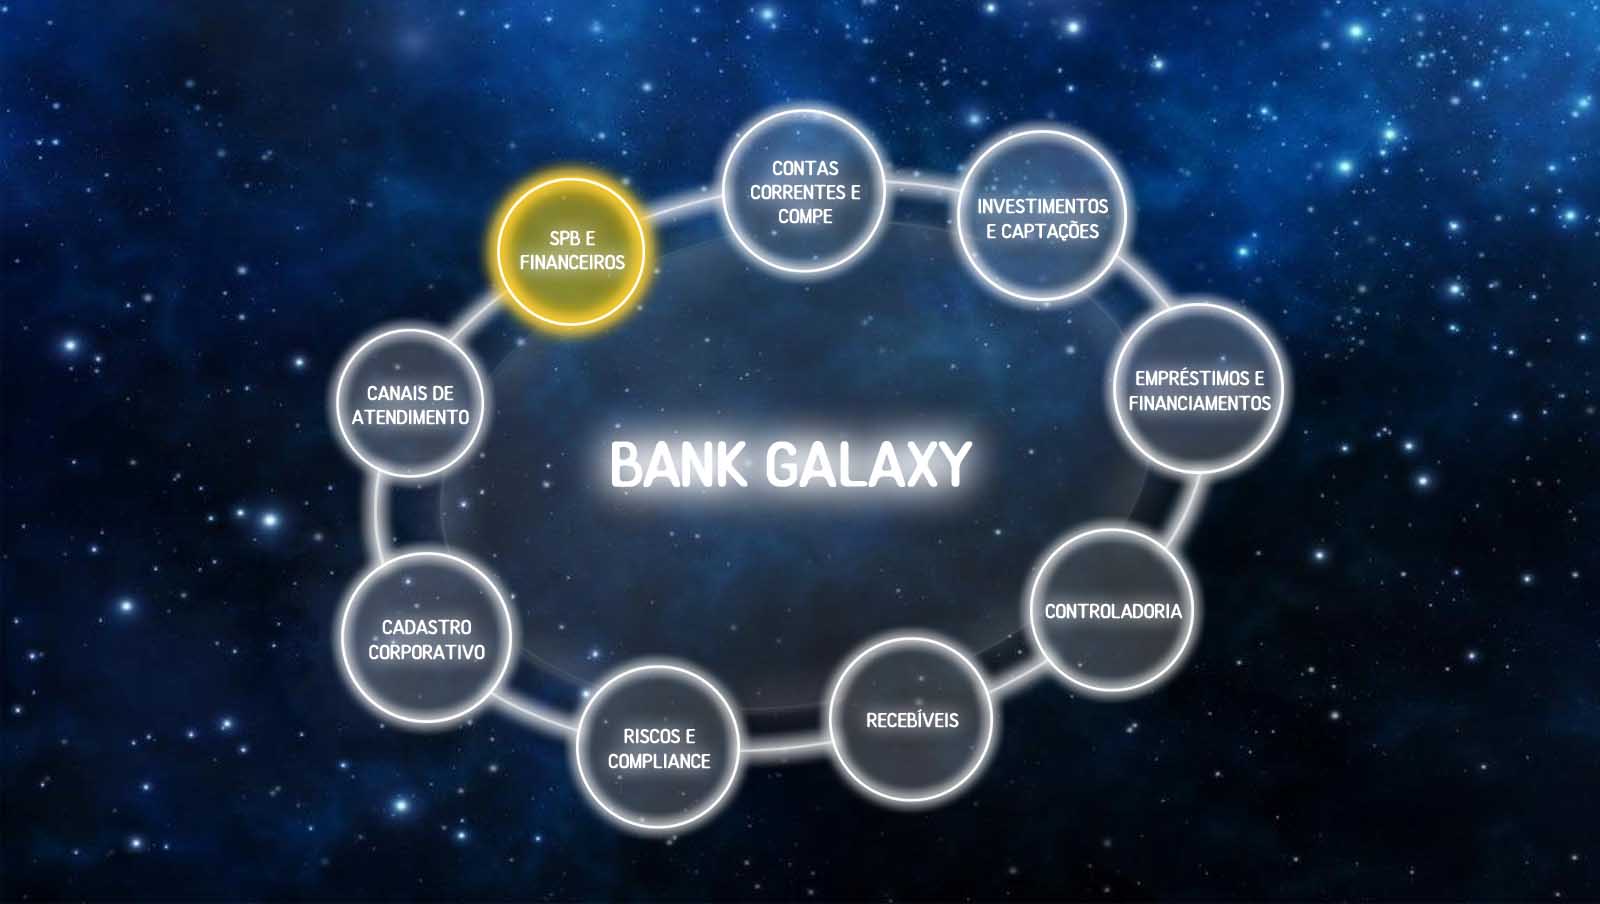 CONTAS
CORRENTES E
COMPE
INVESTIMENTOS
E CAPTAÇÕES
SPB E
FINANCEIROS
EMPRÉSTIMOS E
FINANCIAMENTOS
CANAIS DE
ATENDIMENTO
BANK GALAXY
CONTROLADORIA
CADASTRO
CORPORATIVO
RECEBÍVEIS
RISCOS E
COMPLIANCE